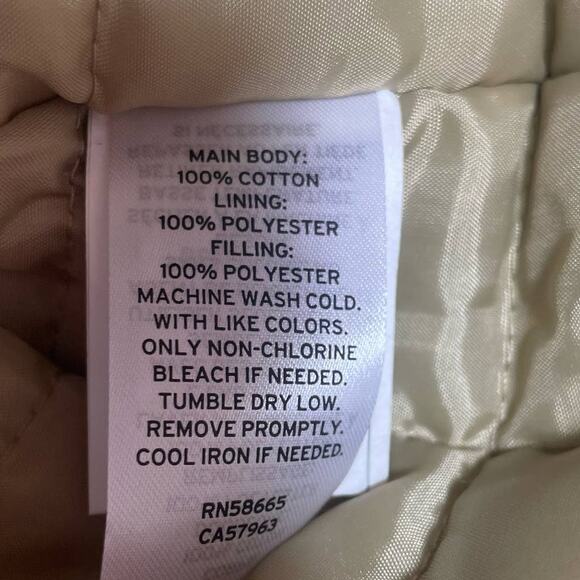 MAIN BODY:
100% COTTON
LINING:
100% POLYESTER
FILLING:
100% POLYESTER
MACHINE WASH COLD.
WITH LIKE COLORS.
ONLY NON-CHLORINE
BLEACH IF NEEDED.
TUMBLE DRY LOW.
REMOVE PROMPTLY.
COOL IRON IF NEEDED.
RN58665
CA57963